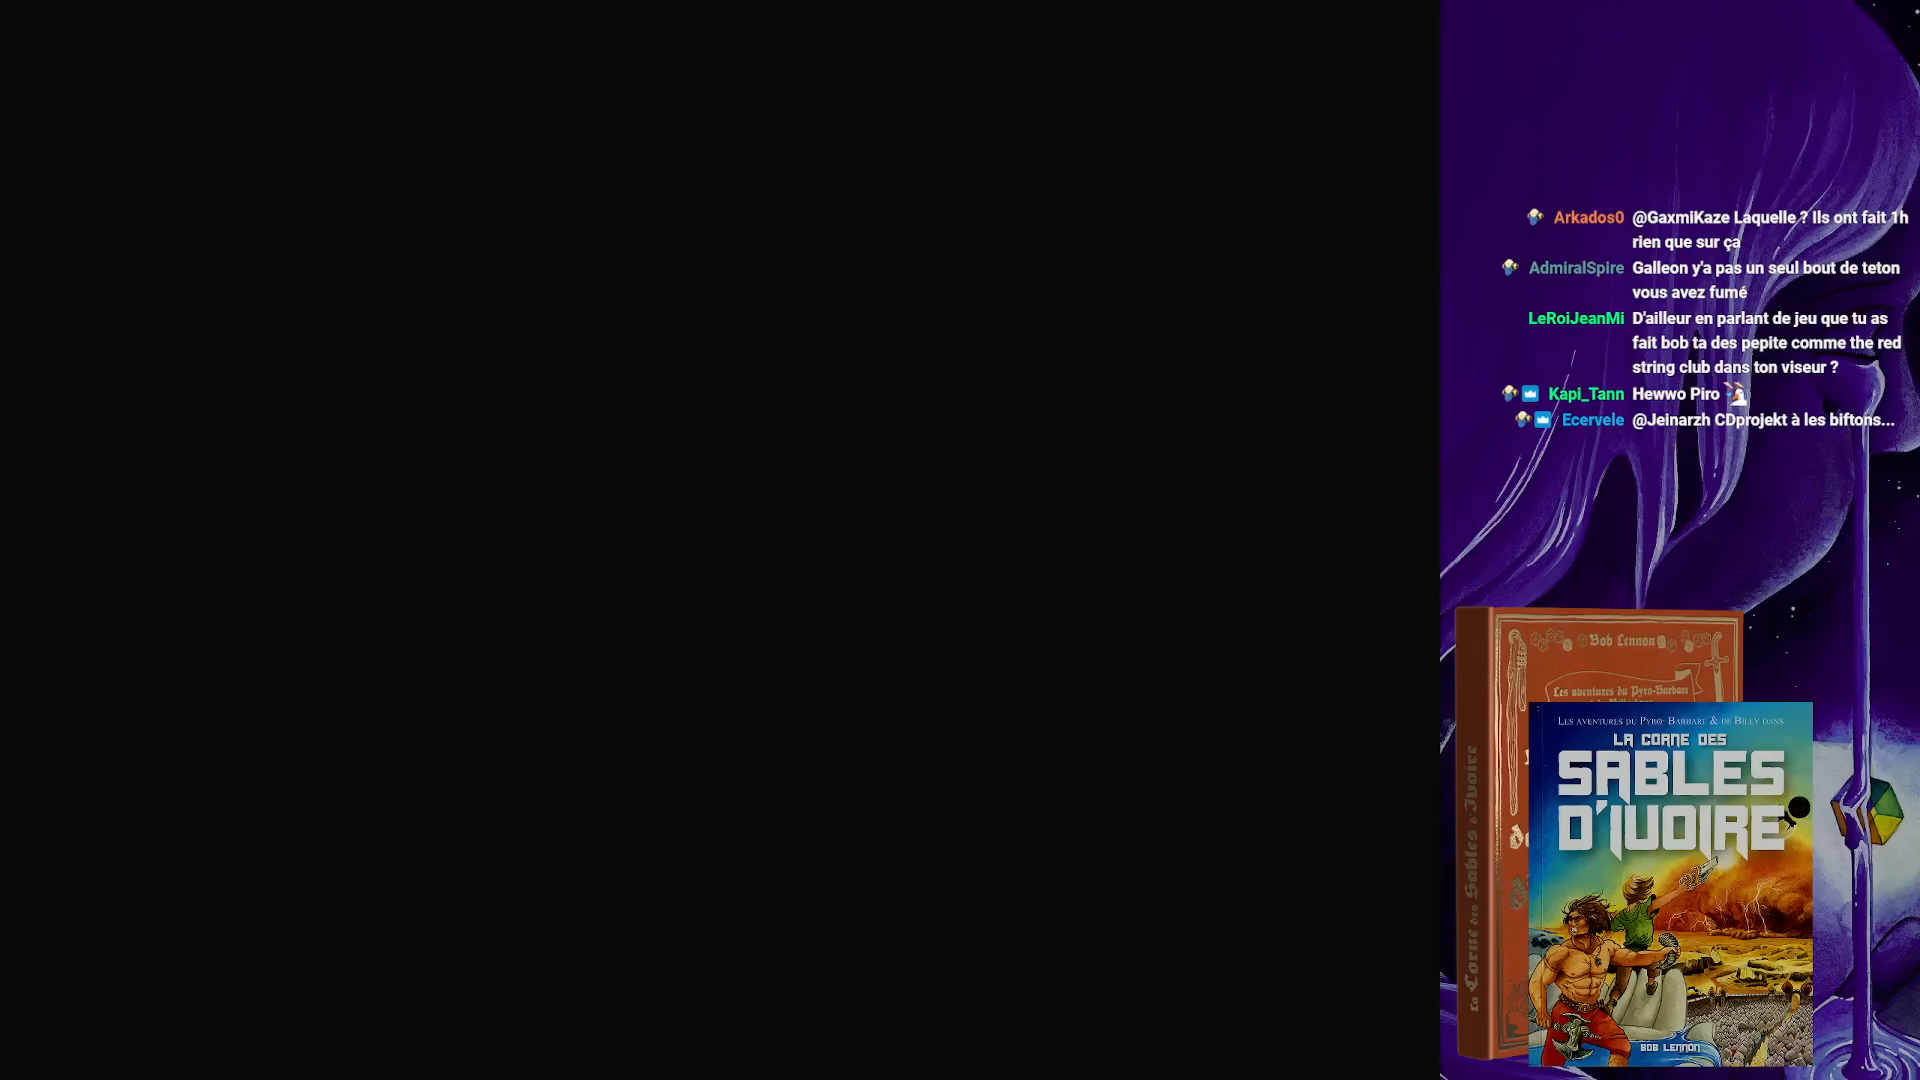 Arkados0 @GaxmiKaze Laquelle ? Ils ont fait 1h
rien que sur ça
AdmiralSpire Galleon y'a pas un seul bout de teton
vous avez fumé
LeRoiJeanMi D'ailleur en parlant de jeu que tu as
fait bob ta des pepite comme the red
string club dans ton viseur ?
Kapi_Tann Hewwo Piro
Ecervele @Jeinarzh CDprojekt à les biftons...
Bob Lennon
Les aventures du Pyro-Barbare
La Corne des Sables d'Ivoire
LES AVENTURES DU PYRO-BARBARE & DE BILLY DANS
LA CORNE DES
SABLES
D'IVOIRE
BOB LENNON